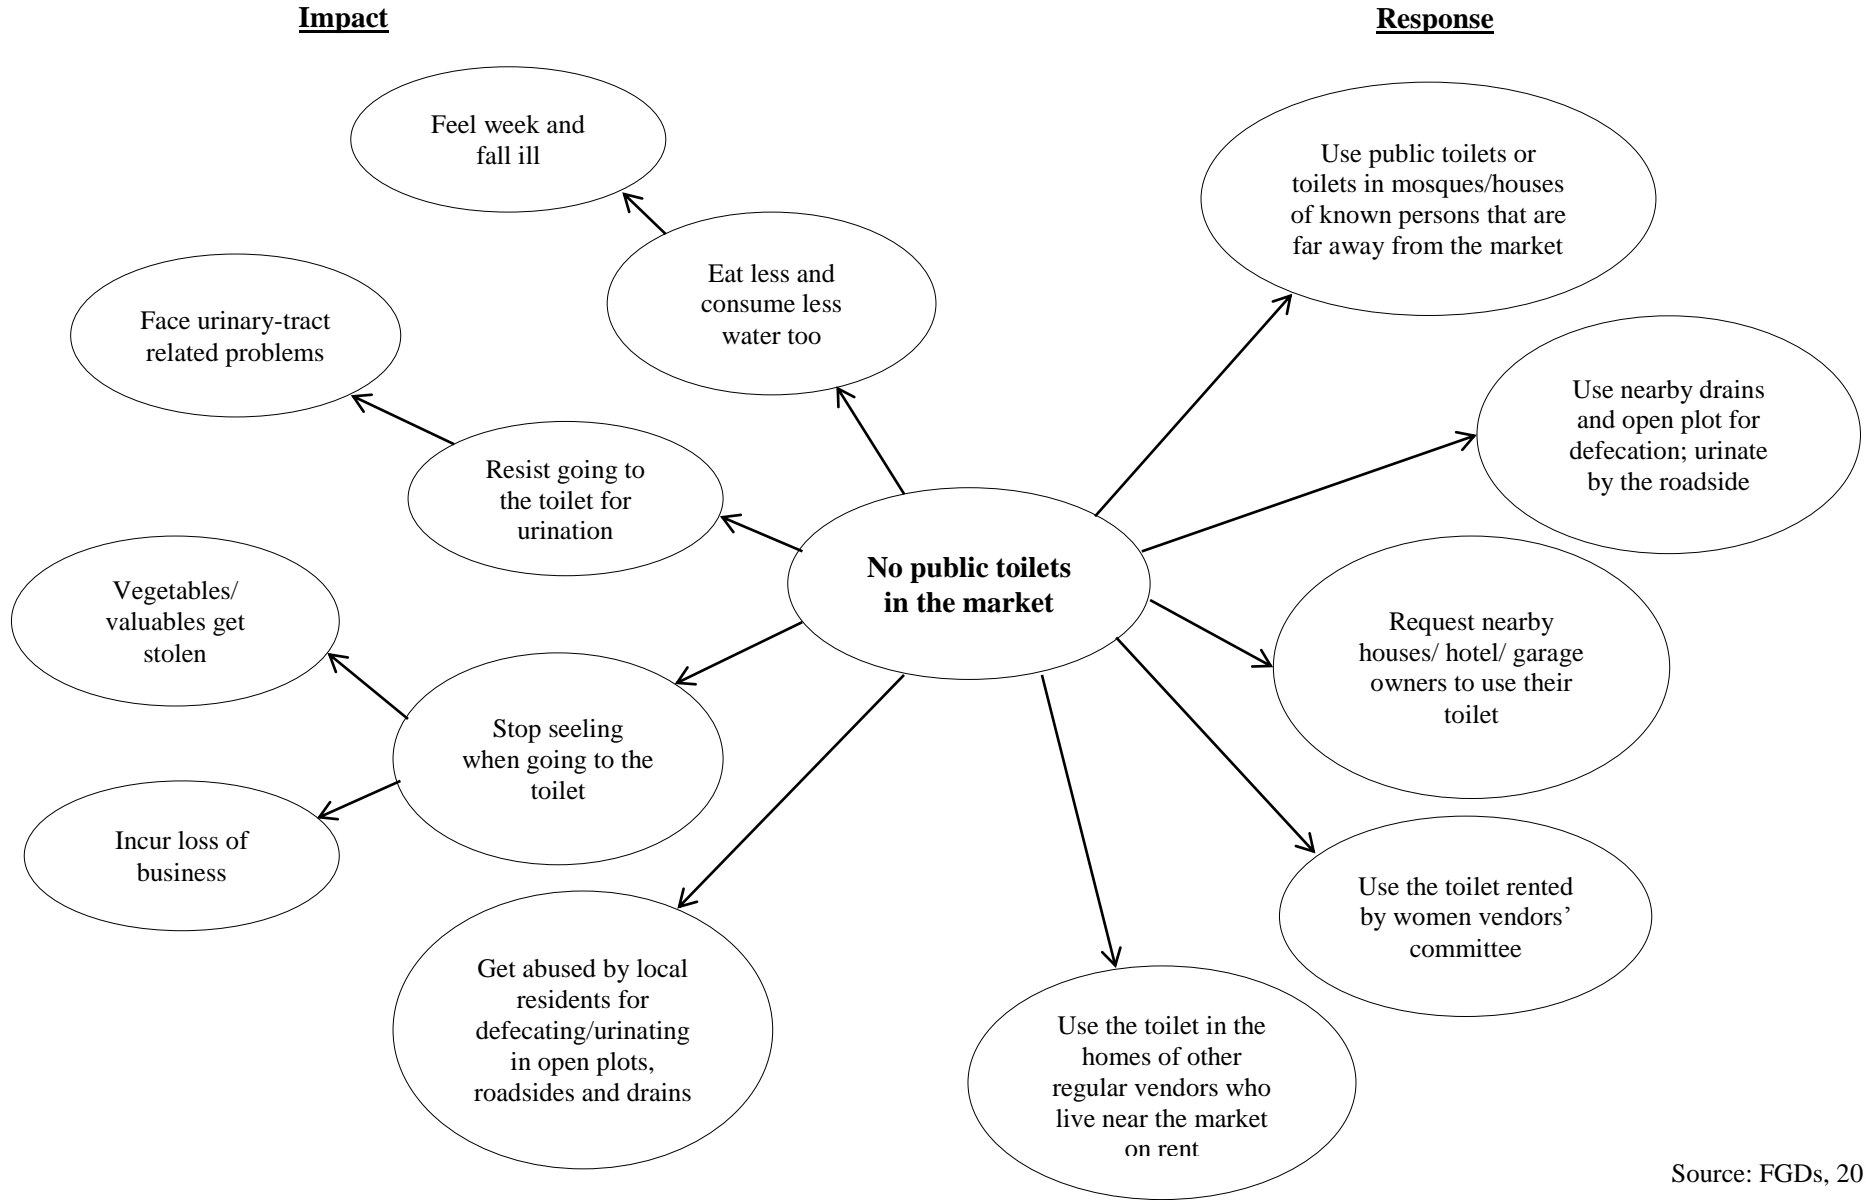 Impact
Response
Feel week and
fall ill
Use public toilets or
toilets in mosques/houses
of known persons that are
far away from the market
Eat less and
consume less
water too
Face urinary-tract
related problems
Use nearby drains
and open plot for
defecation; urinate
by the roadside
Resist going to
the toilet for
urination
No public toilets
in the market
Vegetables/
valuables get
stolen
Request nearby
houses/ hotel/ garage
owners to use their
toilet
Stop seeling
when going to the
toilet
Incur loss of
business
Use the toilet rented
by women vendors’
committee
Get abused by local
residents for
defecating/urinating
in open plots,
roadsides and drains
Use the toilet in the
homes of other
regular vendors who
live near the market
on rent
Source: FGDs, 20